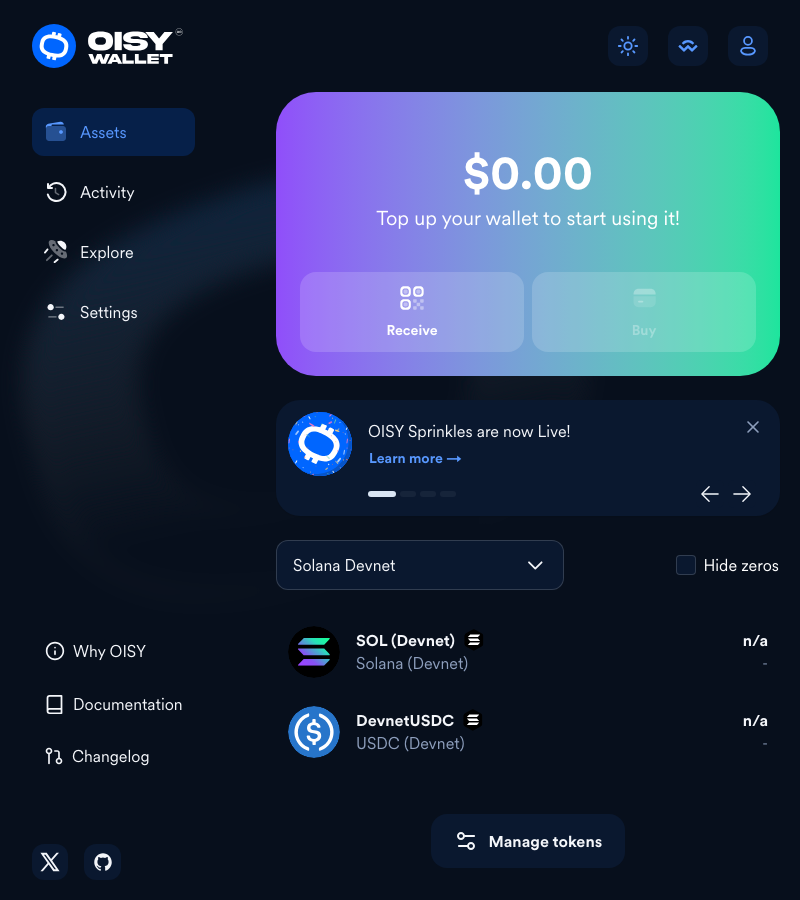 OISY
WALLET
Assets
Activity
Explore
Settings
$0.00
Top up your wallet to start using it!
Receive
Buy
OISY Sprinkles are now Live!
Learn more →
Solana Devnet
Hide zeros
SOL (Devnet)
n/a
Solana (Devnet)
-
DevnetUSDC
n/a
USDC (Devnet)
-
Why OISY
Documentation
Changelog
Manage tokens